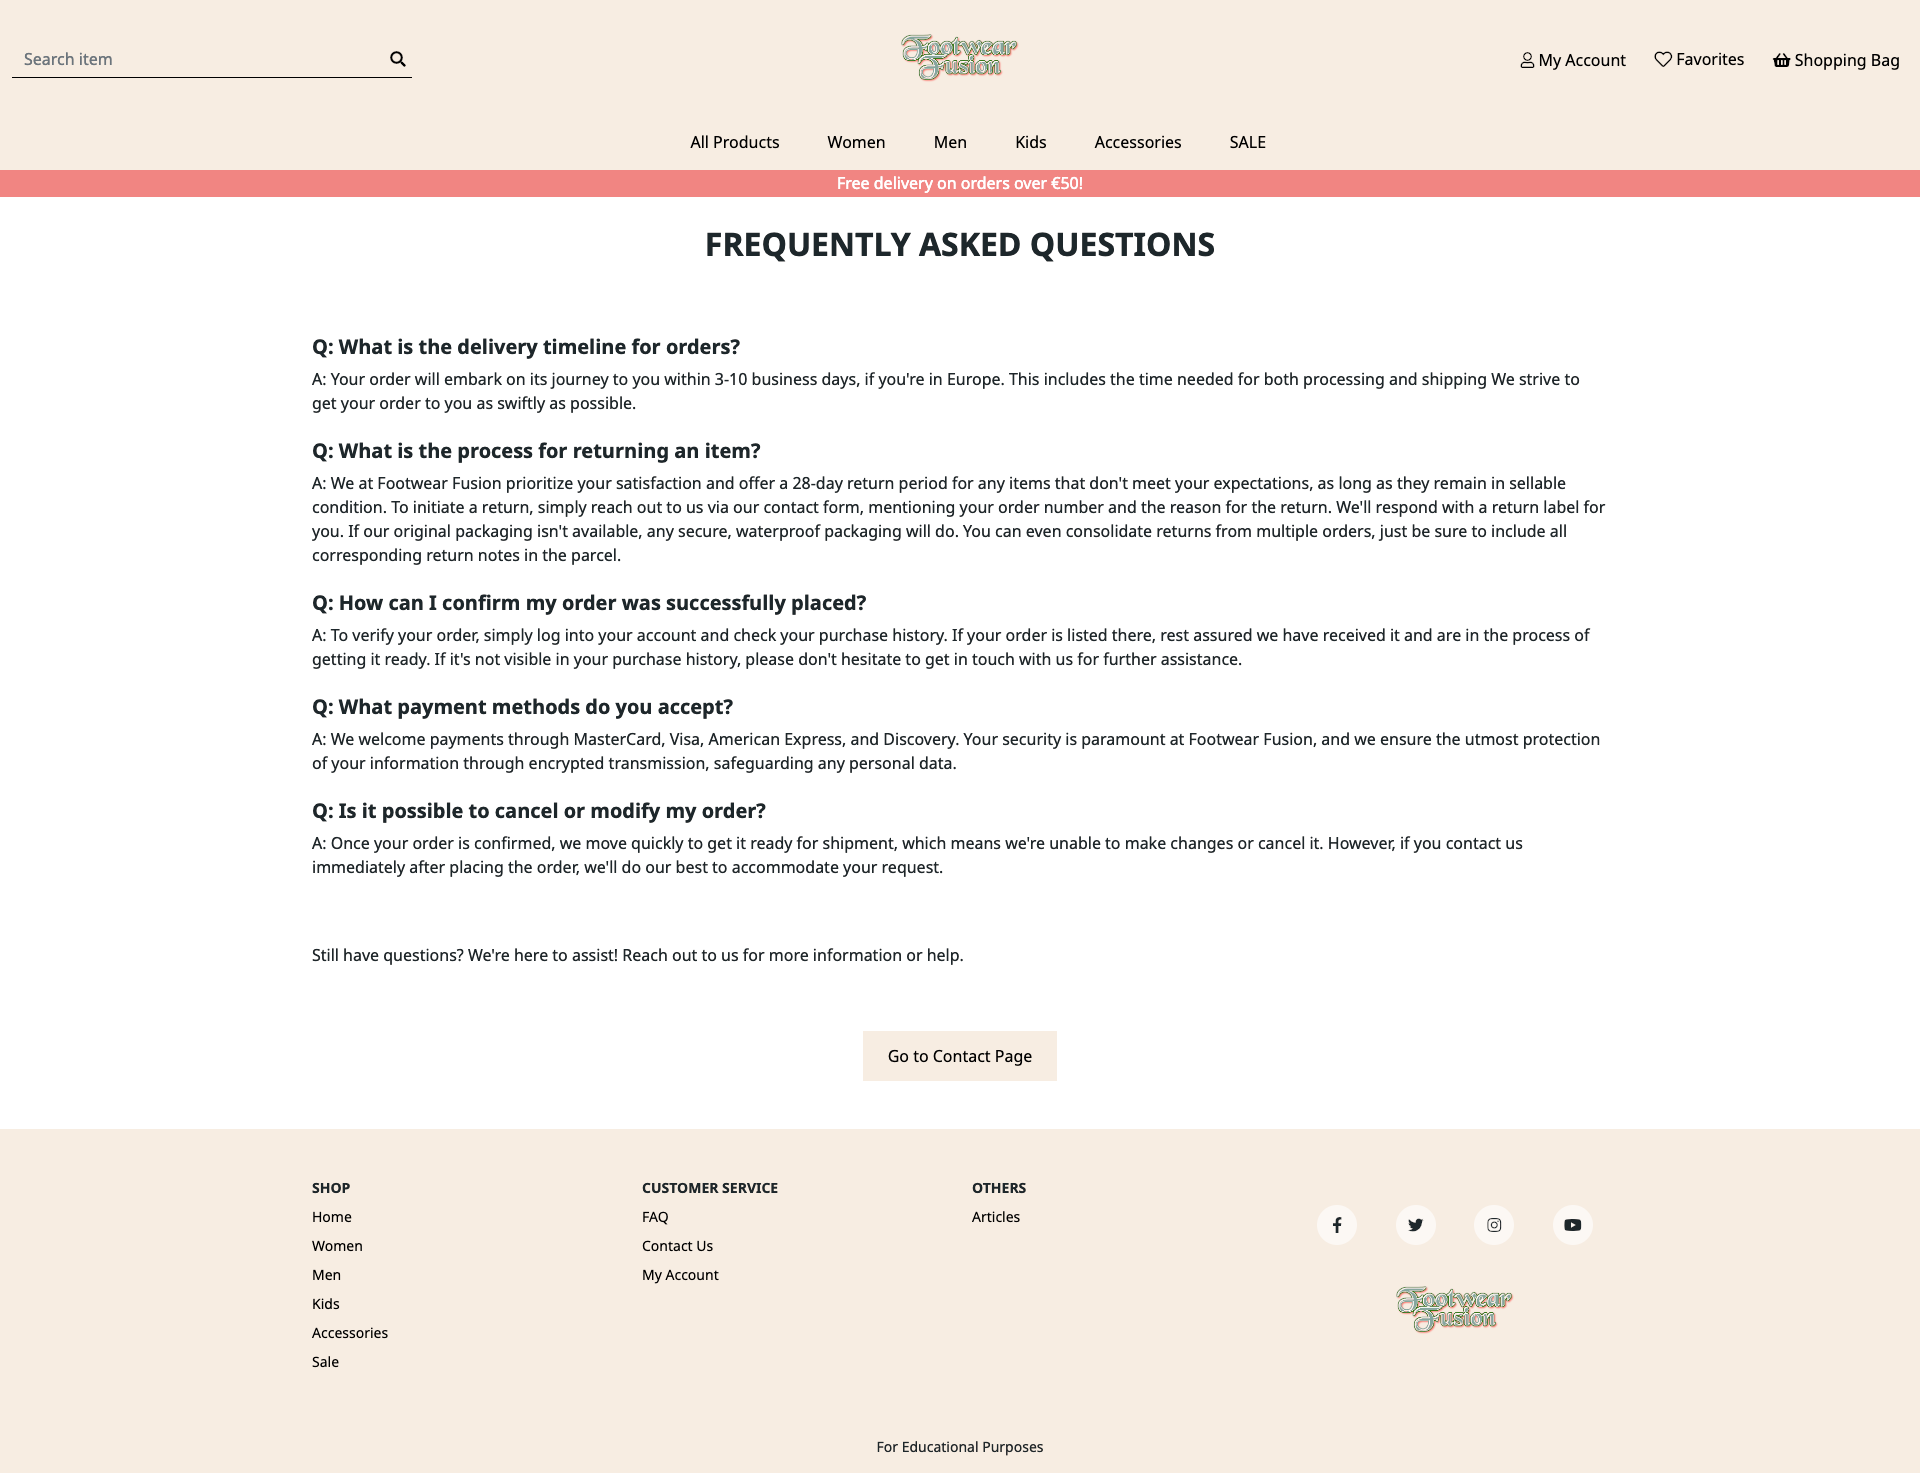 Search item
Footwear
Fusion
My Account
Favorites
Shopping Bag
All Products
Women
Men
Kids
Accessories
SALE
Free delivery on orders over €50!
FREQUENTLY ASKED QUESTIONS
Q: What is the delivery timeline for orders?
A: Your order will embark on its journey to you within 3-10 business days, if you're in Europe. This includes the time needed for both processing and shipping We strive to
get your order to you as swiftly as possible.
Q: What is the process for returning an item?
A: We at Footwear Fusion prioritize your satisfaction and offer a 28-day return period for any items that don't meet your expectations, as long as they remain in sellable
condition. To initiate a return, simply reach out to us via our contact form, mentioning your order number and the reason for the return. We'll respond with a return label for
you. If our original packaging isn't available, any secure, waterproof packaging will do. You can even consolidate returns from multiple orders, just be sure to include all
corresponding return notes in the parcel.
Q: How can I confirm my order was successfully placed?
A: To verify your order, simply log into your account and check your purchase history. If your order is listed there, rest assured we have received it and are in the process of
getting it ready. If it's not visible in your purchase history, please don't hesitate to get in touch with us for further assistance.
Q: What payment methods do you accept?
A: We welcome payments through MasterCard, Visa, American Express, and Discovery. Your security is paramount at Footwear Fusion, and we ensure the utmost protection
of your information through encrypted transmission, safeguarding any personal data.
Q: Is it possible to cancel or modify my order?
A: Once your order is confirmed, we move quickly to get it ready for shipment, which means we're unable to make changes or cancel it. However, if you contact us
immediately after placing the order, we'll do our best to accommodate your request.
Still have questions? We're here to assist! Reach out to us for more information or help.
Go to Contact Page
SHOP
Home
Women
Men
Kids
Accessories
Sale
CUSTOMER SERVICE
FAQ
Contact Us
My Account
OTHERS
Articles
Footwear
Fusion
For Educational Purposes